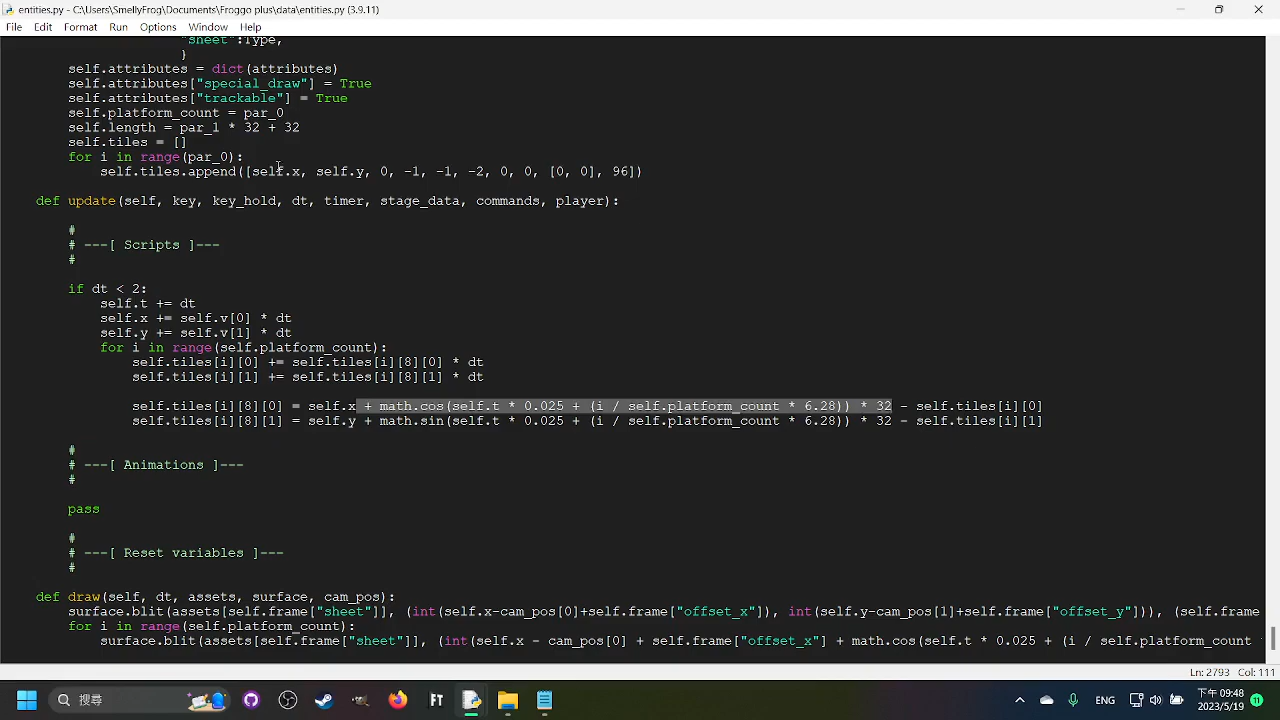 entities.py - C:\Users\SmellyFrog\Documents\Froggo plus\data\entities.py (3.9.11)
File Edit Format Run Options Window Help
"sheet":Type,
}
self.attributes = dict(attributes)
self.attributes["special_draw"] = True
self.attributes["trackable"] = True
self.platform_count = par_0
self.length = par_1 * 32 + 32
self.tiles = []
for i in range(par_0):
self.tiles.append([self.x, self.y, 0, -1, -1, -2, 0, 0, [0, 0], 96])
def update(self, key, key_hold, dt, timer, stage_data, commands, player):
#
# ---[ Scripts ]---
#
if dt < 2:
self.t += dt
self.x += self.v[0] * dt
self.y += self.v[1] * dt
for i in range(self.platform_count):
self.tiles[i][0] += self.tiles[i][8][0] * dt
self.tiles[i][1] += self.tiles[i][8][1] * dt
self.tiles[i][8][0] = self.x + math.cos(self.t * 0.025 + (i / self.platform_count * 6.28)) * 32 - self.tiles[i][0]
self.tiles[i][8][1] = self.y + math.sin(self.t * 0.025 + (i / self.platform_count * 6.28)) * 32 - self.tiles[i][1]
#
# ---[ Animations ]---
#
pass
#
# ---[ Reset variables ]---
#
def draw(self, dt, assets, surface, cam_pos):
surface.blit(assets[self.frame["sheet"]], (int(self.x-cam_pos[0]+self.frame["offset_x"]), int(self.y-cam_pos[1]+self.frame["offset_y"])), (self.frame
for i in range(self.platform_count):
surface.blit(assets[self.frame["sheet"]], (int(self.x - cam_pos[0] + self.frame["offset_x"] + math.cos(self.t * 0.025 + (i / self.platform_count
Ln: 2793 Col: 111
搜尋
ENG
下午 09:48
2023/5/19